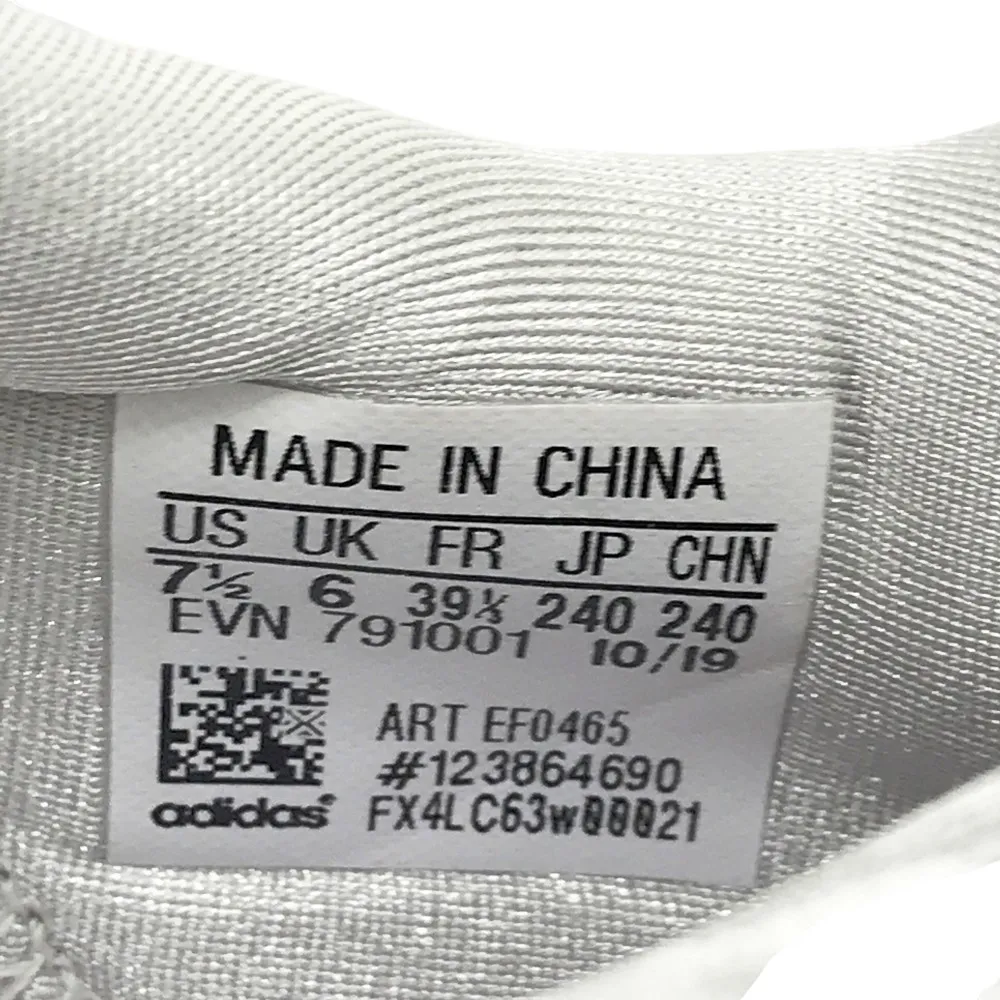 MADE IN CHINA
US UK FR JP CHN
7½ 6 39⅓ 240 240
EVN 791001 10/19
ART EF0465
#123864690
adidas FX4LC63w00021